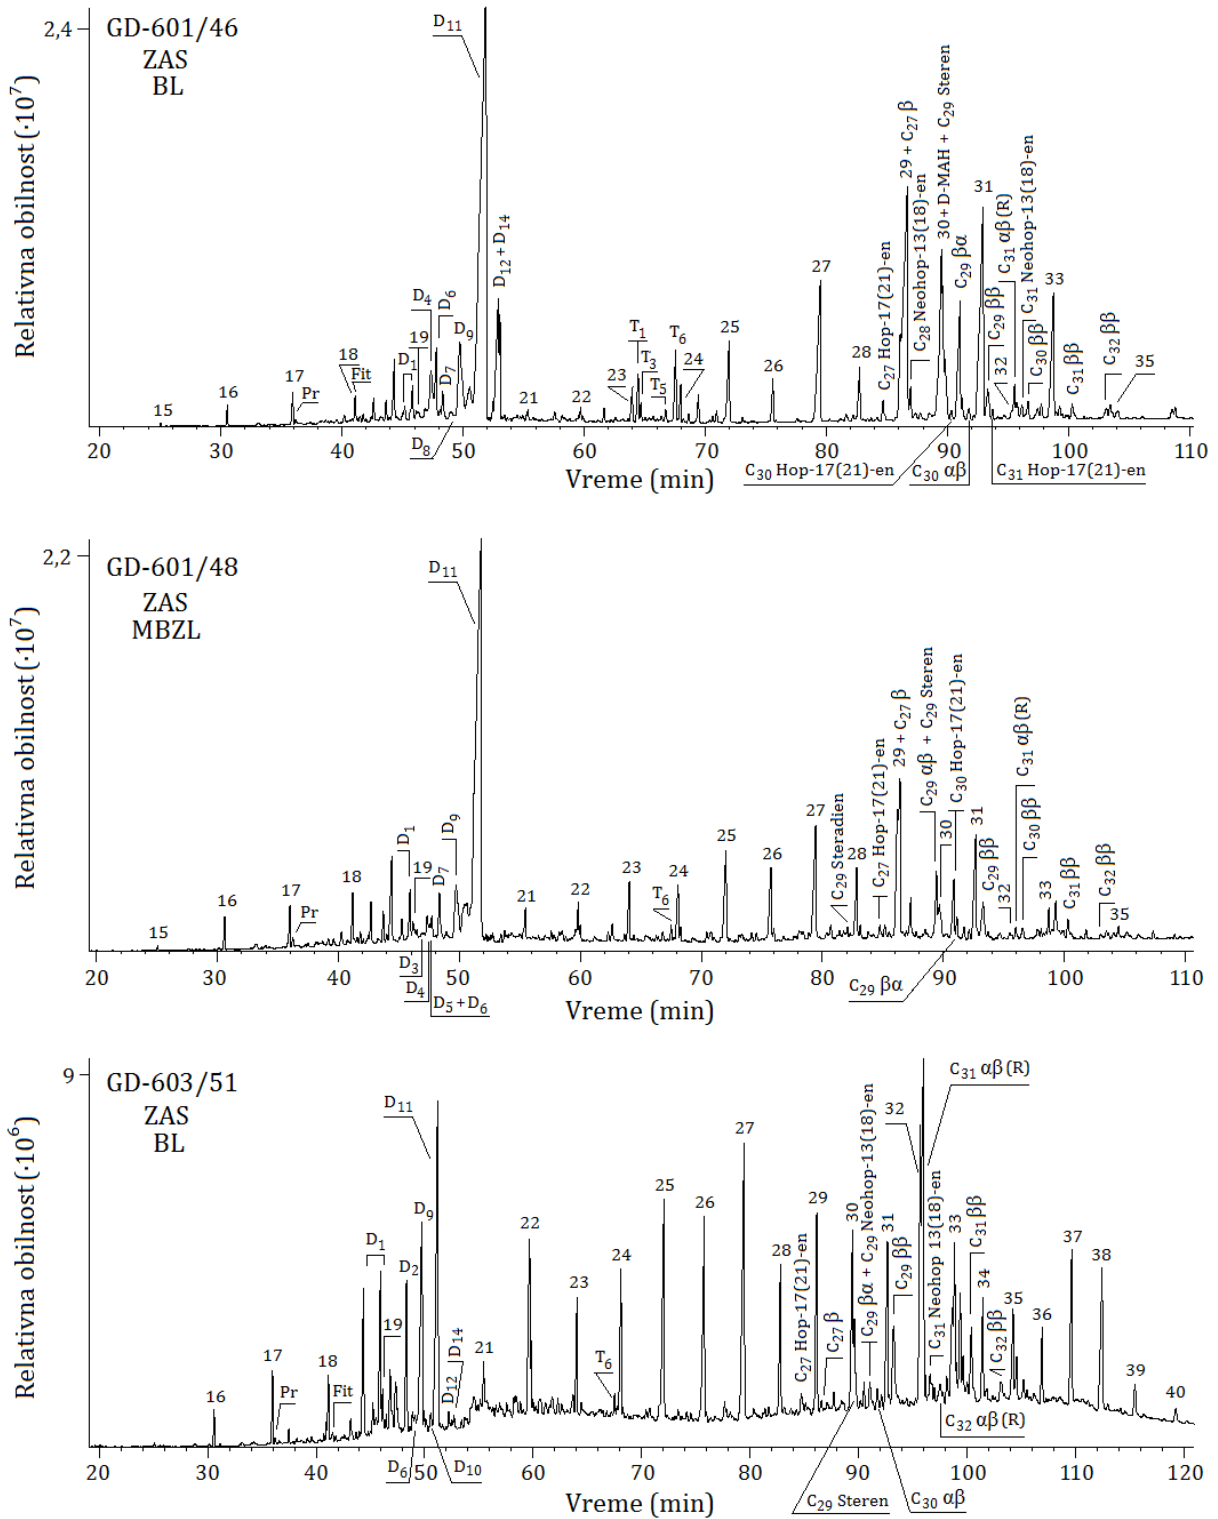 GD-601/46
ZAS
BL
2,4
Relativna obilnost (·10⁷)
15
16
17
Pr
18
Fit
D₁
19
D₄
D₆
D₇
D₈
D₉
D₁₁
D₁₂ + D₁₄
21
22
23
T₁
T₃
T₅
T₆
24
25
26
27
28
C₂₇ Hop-17(21)-en
29 + C₂₇ β
C₂₈ Neohop-13(18)-en
30 + D-MAH + C₂₉ Steren
C₂₉ βα
31
C₂₉ ββ
32
C₃₁ αβ (R)
C₃₁ Neohop-13(18)-en
C₃₀ ββ
33
C₃₁ ββ
C₃₂ ββ
35
20 30 40 50 60 70 80 90 100 110
Vreme (min)
C₃₀ Hop-17(21)-en
C₃₀ αβ
C₃₁ Hop-17(21)-en
GD-601/48
ZAS
MBZL
2,2
Relativna obilnost (·10⁷)
15
16
17
Pr
18
D₁
19
D₇
D₉
D₁₁
21
22
23
T₆
24
25
26
27
C₂₉ Steradien
28
C₂₇ Hop-17(21)-en
29 + C₂₇ β
C₂₉ αβ + C₂₉ Steren
30
C₃₀ Hop-17(21)-en
31
C₂₉ ββ
32
C₃₁ αβ (R)
C₃₀ ββ
33
C₃₁ ββ
C₃₂ ββ
35
20 30 40 50 60 70 80 90 100 110
D₃
D₄
D₅ + D₆
C₂₉ βα
Vreme (min)
GD-603/51
ZAS
BL
9
Relativna obilnost (·10⁶)
16
17
Pr
18
Fit
D₁
19
D₂
D₉
D₁₁
D₁₂
D₁₄
21
22
23
T₆
24
25
26
27
28
C₂₇ Hop-17(21)-en
29
C₂₇ β
30
C₂₉ βα + C₂₉ Neohop-13(18)-en
31
C₂₉ ββ
32
C₃₁ αβ (R)
C₃₁ Neohop 13(18)-en
33
C₃₁ ββ
34
C₃₂ ββ
35
36
37
38
39
40
C₃₂ αβ (R)
20 30 40 50 60 70 80 90 100 110 120
D₆
D₁₀
C₂₉ Steren
C₃₀ αβ
Vreme (min)